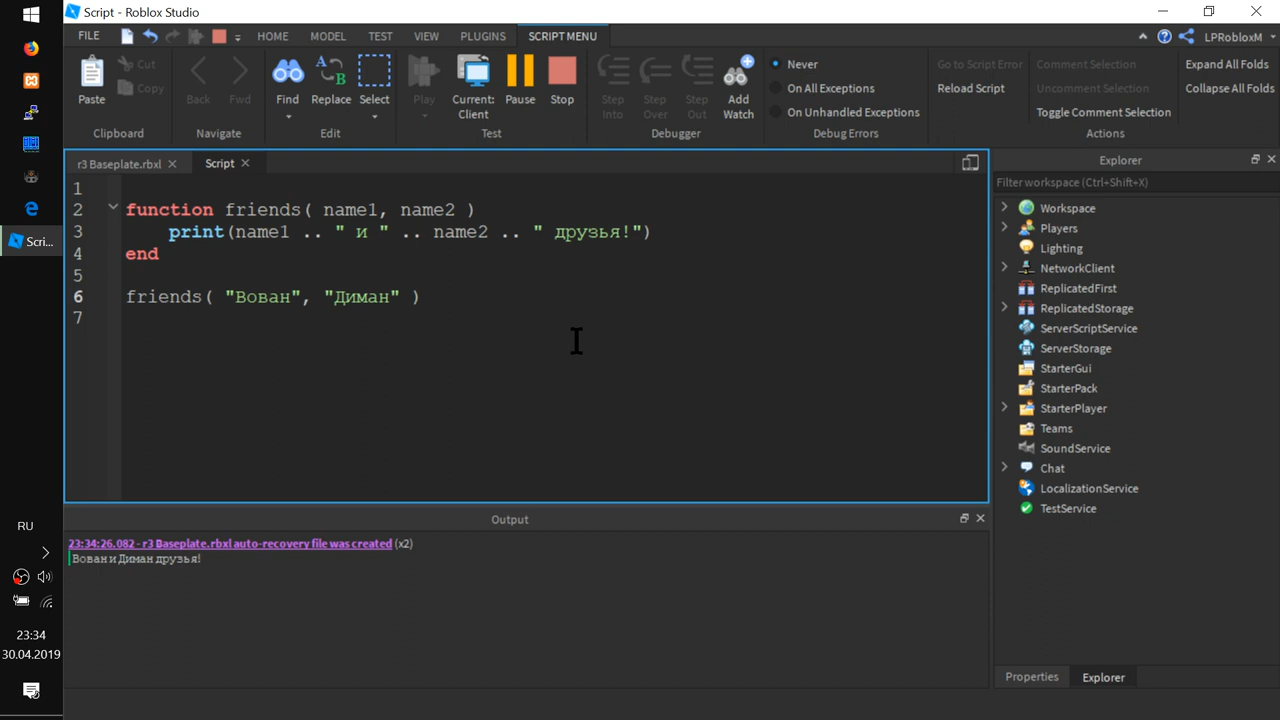 Script - Roblox Studio
FILE HOME MODEL TEST VIEW PLUGINS SCRIPT MENU LPRobloxM
Paste Cut Copy Back Fwd Find Replace Select Play Current: Client Pause Stop Step Into Step Over Step Out Add Watch Never On All Exceptions On Unhandled Exceptions Go to Script Error Reload Script Comment Selection Uncomment Selection Toggle Comment Selection Expand All Folds Collapse All Folds
Clipboard Navigate Edit Test Debugger Debug Errors Actions
r3 Baseplate.rbxl Script
1
2 function friends( name1, name2 )
3 print(name1 .. " и " .. name2 .. " друзья!")
4 end
5
6 friends( "Вован", "Диман" )
7
Output
23:34:26.082 - r3 Baseplate.rbxl auto-recovery file was created (x2)
Вован и Диман друзья!
Explorer
Filter workspace (Ctrl+Shift+X)
Workspace
Players
Lighting
NetworkClient
ReplicatedFirst
ReplicatedStorage
ServerScriptService
ServerStorage
StarterGui
StarterPack
StarterPlayer
Teams
SoundService
Chat
LocalizationService
TestService
Properties Explorer
Scri...
RU
23:34
30.04.2019